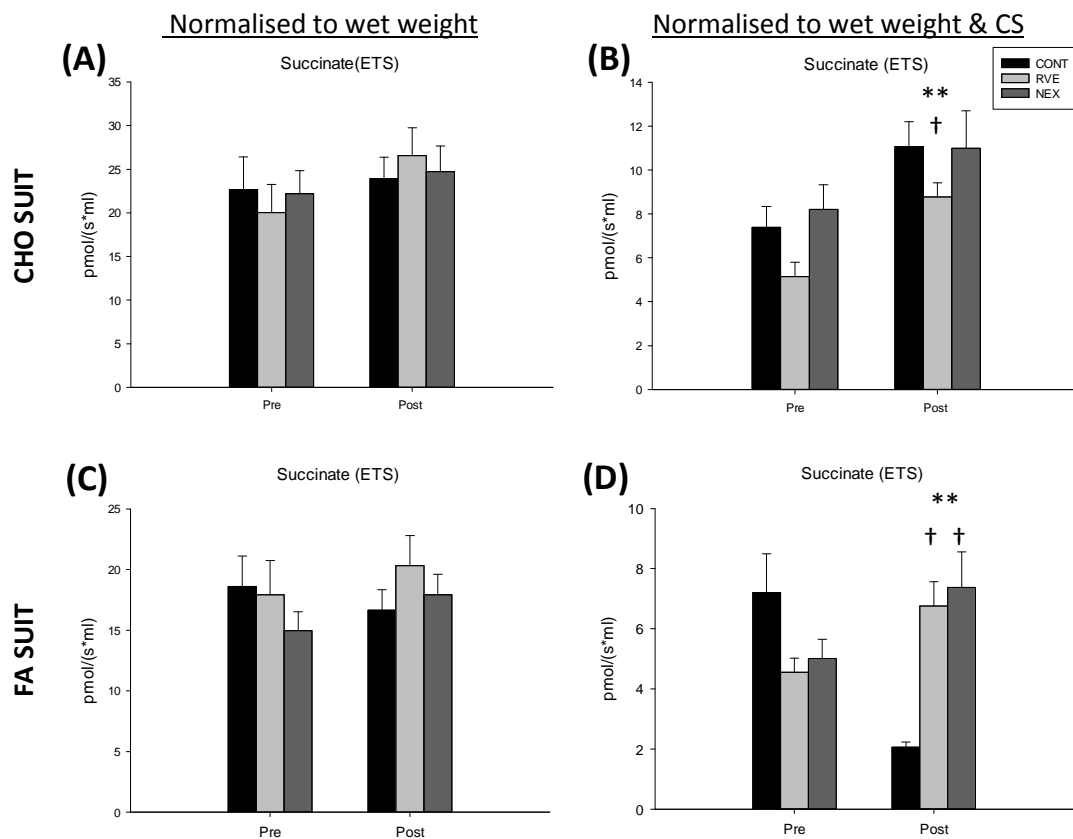 Normalised to wet weight
Normalised to wet weight & CS
(A)
Succinate(ETS)
35
30
25
20
15
10
5
0
pmol/(s*ml)
Pre
Post
CHO SUIT
(B)
Succinate (ETS)
CONT
RVE
NEX
14
12
10
8
6
4
2
0
pmol/(s*ml)
**
†
Pre
Post
(C)
Succinate (ETS)
25
20
15
10
5
0
pmol/(s*ml)
Pre
Post
FA SUIT
(D)
Succinate (ETS)
10
8
6
4
2
0
pmol/(s*ml)
**
† †
Pre
Post